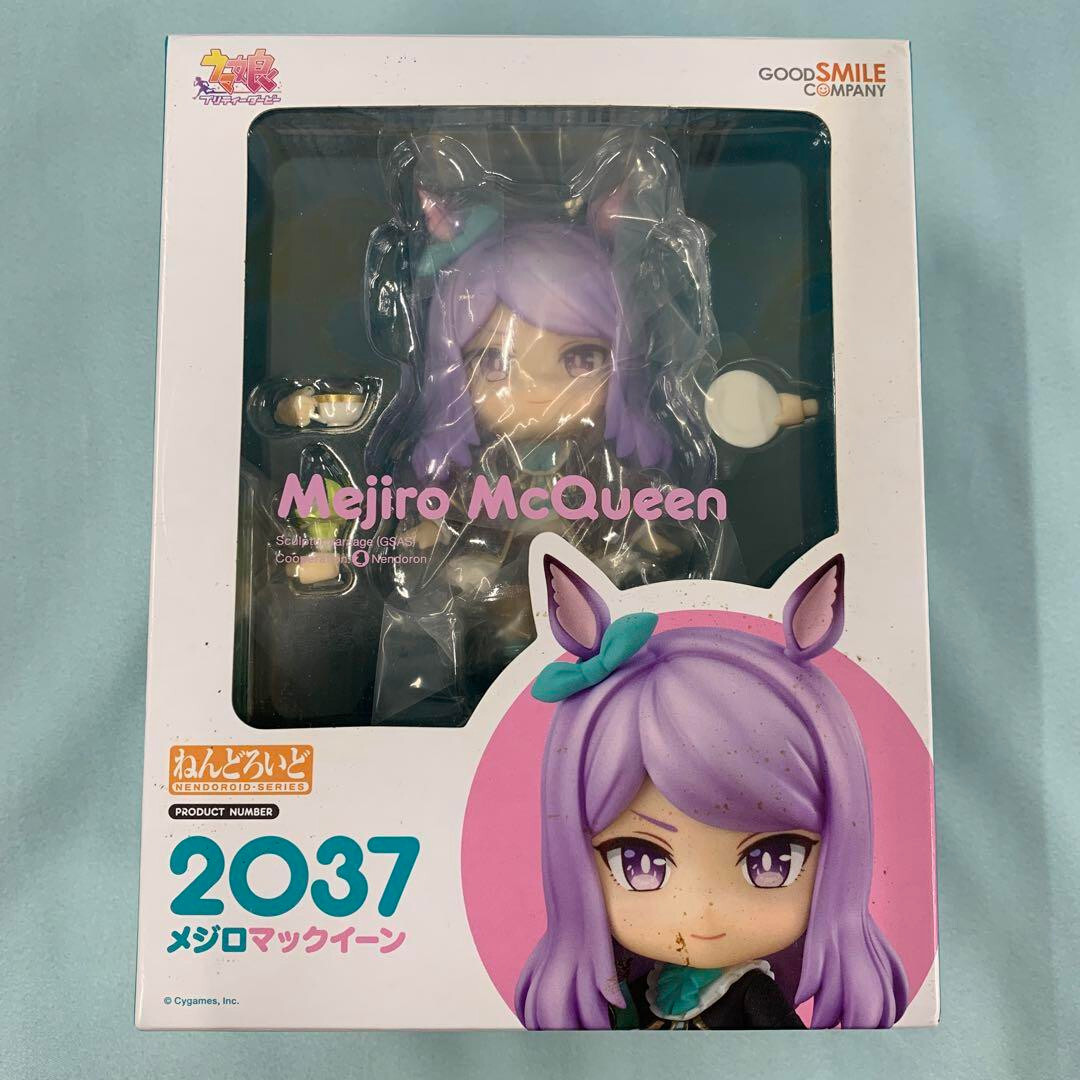 ウマ娘
プリティーダービー
GOOD SMILE
COMPANY
Mejiro McQueen
Cooperation: Nendoron
ねんどろいど
NENDOROID-SERIES
PRODUCT NUMBER
2037
メジロマックイーン
© Cygames, Inc.